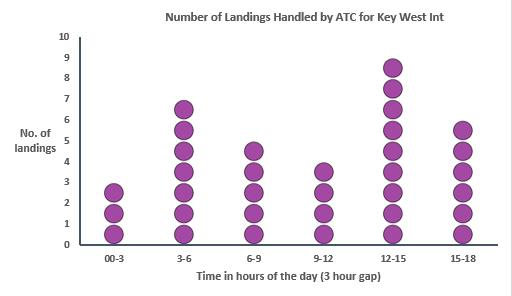 Number of Landings Handled by ATC for Key West Int
10
9
8
7
6
5
4
3
2
1
0
No. of
landings
00-3 3-6 6-9 9-12 12-15 15-18
Time in hours of the day (3 hour gap)